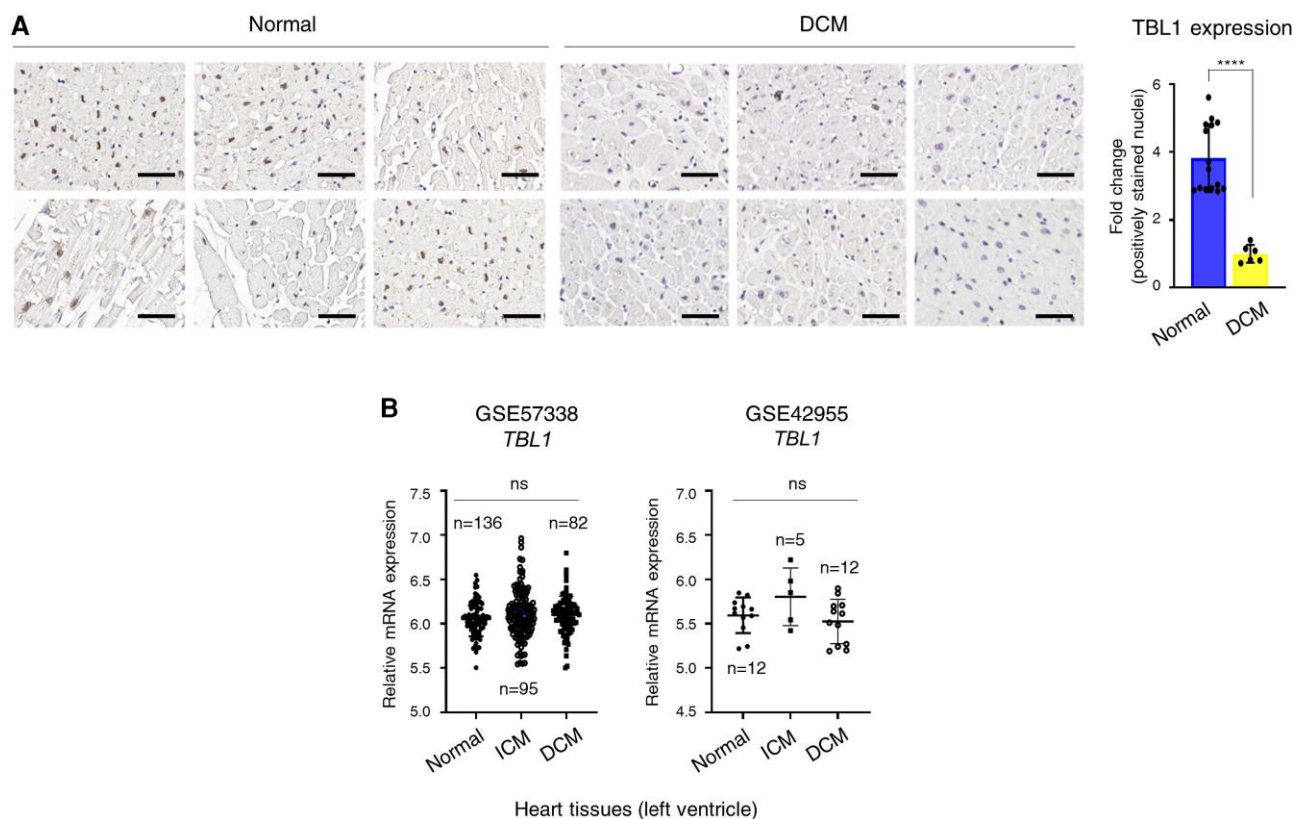 A
Normal
DCM
TBL1 expression
****
Fold change
(positively stained nuclei)
6
4
2
0
Normal
DCM
B
GSE57338
TBL1
ns
Relative mRNA expression
7.5
7.0
6.5
6.0
5.5
5.0
n=136
n=82
n=95
Normal
ICM
DCM
GSE42955
TBL1
ns
Relative mRNA expression
7.0
6.5
6.0
5.5
5.0
4.5
n=5
n=12
n=12
Normal
ICM
DCM
Heart tissues (left ventricle)